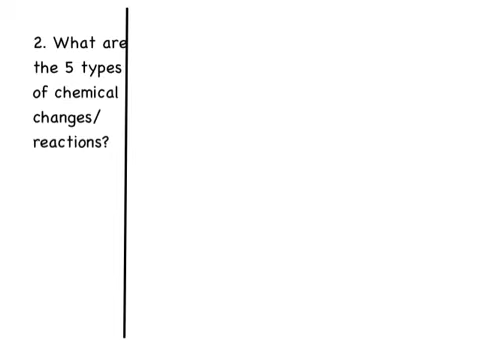 2. What are
the 5 types
of chemical
changes/
reactions?